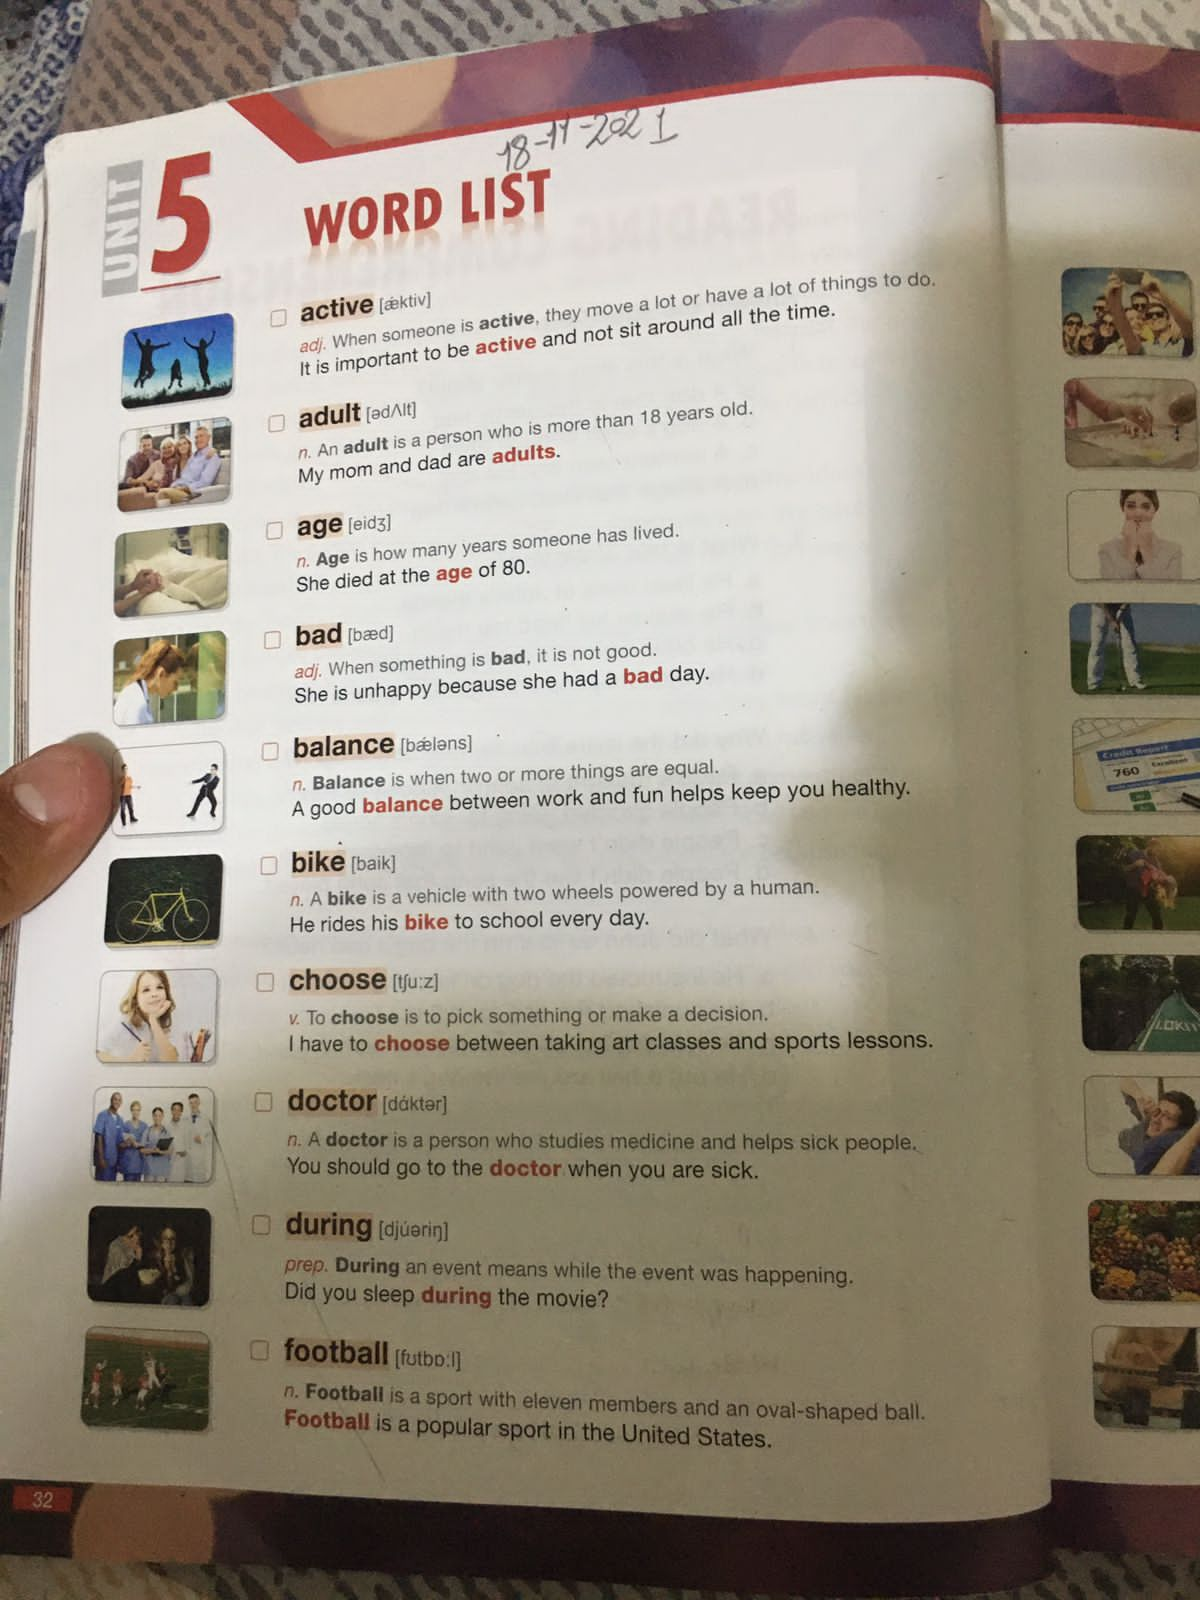 18-11-2021
UNIT 5
WORD LIST
active [ǽktiv]
adj. When someone is active, they move a lot or have a lot of things to do.
It is important to be active and not sit around all the time.
adult [ədʌlt]
n. An adult is a person who is more than 18 years old.
My mom and dad are adults.
age [eidʒ]
n. Age is how many years someone has lived.
She died at the age of 80.
bad [bæd]
adj. When something is bad, it is not good.
She is unhappy because she had a bad day.
balance [bǽləns]
n. Balance is when two or more things are equal.
A good balance between work and fun helps keep you healthy.
bike [baik]
n. A bike is a vehicle with two wheels powered by a human.
He rides his bike to school every day.
choose [tʃuːz]
v. To choose is to pick something or make a decision.
I have to choose between taking art classes and sports lessons.
doctor [dɑ́ktər]
n. A doctor is a person who studies medicine and helps sick people.
You should go to the doctor when you are sick.
during [djúəriŋ]
prep. During an event means while the event was happening.
Did you sleep during the movie?
football [fʊtbɒːl]
n. Football is a sport with eleven members and an oval-shaped ball.
Football is a popular sport in the United States.
32
Credit Report
760
Excellent